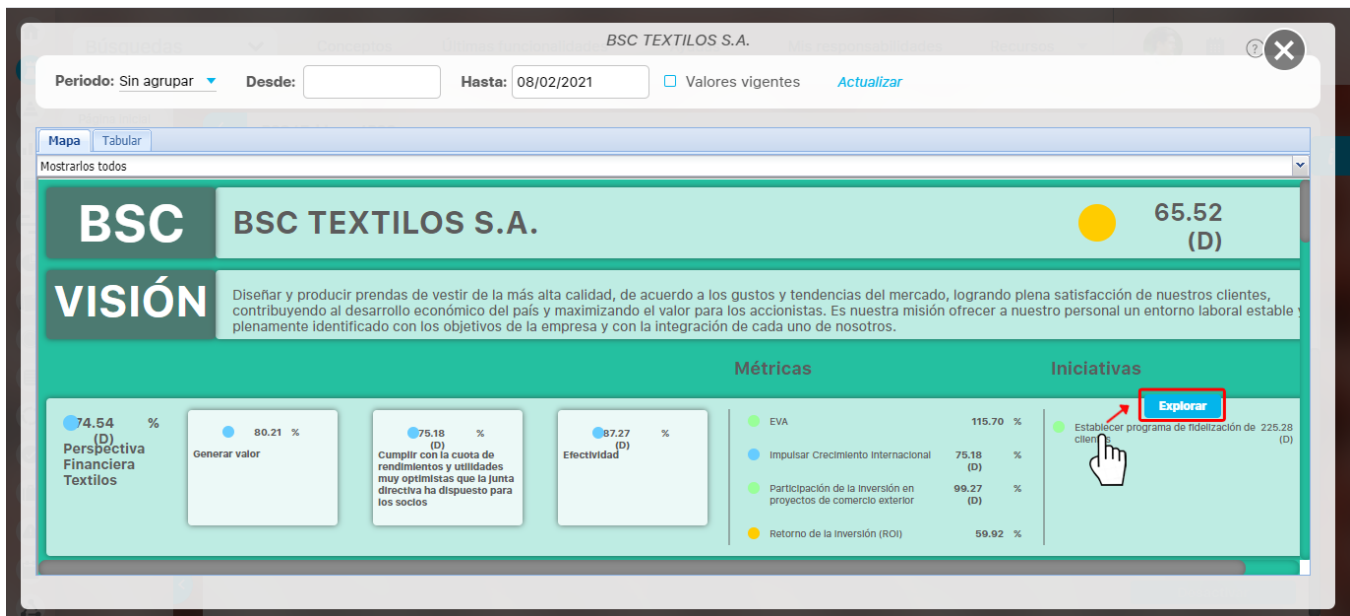 BSC TEXTILOS S.A.
Periodo: Sin agrupar Desde: Hasta: 08/02/2021 Valores vigentes Actualizar
Mapa Tabular
Mostrarlos todos
BSC BSC TEXTILOS S.A. 65.52
(D)
VISIÓN
Diseñar y producir prendas de vestir de la más alta calidad, de acuerdo a los gustos y tendencias del mercado, logrando plena satisfacción de nuestros clientes,
contribuyendo al desarrollo económico del país y maximizando el valor para los accionistas. Es nuestra misión ofrecer a nuestro personal un entorno laboral estable y
plenamente identificado con los objetivos de la empresa y con la integración de cada uno de nosotros.
Métricas Iniciativas
Explorar
74.54 %
(D)
Perspectiva
Financiera
Textilos
80.21 %
Generar valor
75.18 %
(D)
Cumplir con la cuota de
rendimientos y utilidades
muy optimistas que la junta
directiva ha dispuesto para
los socios
87.27 %
(D)
Efectividad
EVA 115.70 %
Impulsar Crecimiento Internacional 75.18 %
(D)
Participación de la Inversión en 99.27 %
proyectos de comercio exterior (D)
Retorno de la Inversión (ROI) 59.92 %
Establecer programa de fidelización de 225.28
clientes (D)